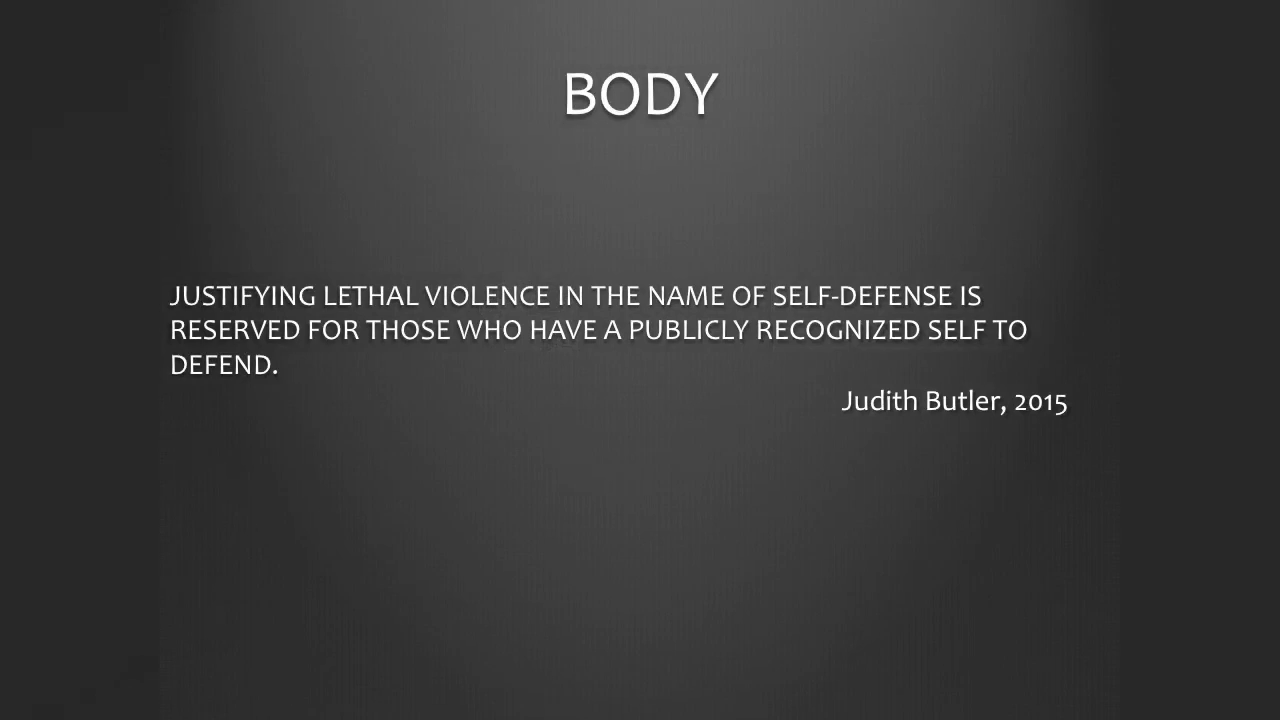 BODY
JUSTIFYING LETHAL VIOLENCE IN THE NAME OF SELF-DEFENSE IS
RESERVED FOR THOSE WHO HAVE A PUBLICLY RECOGNIZED SELF TO
DEFEND.
Judith Butler, 2015